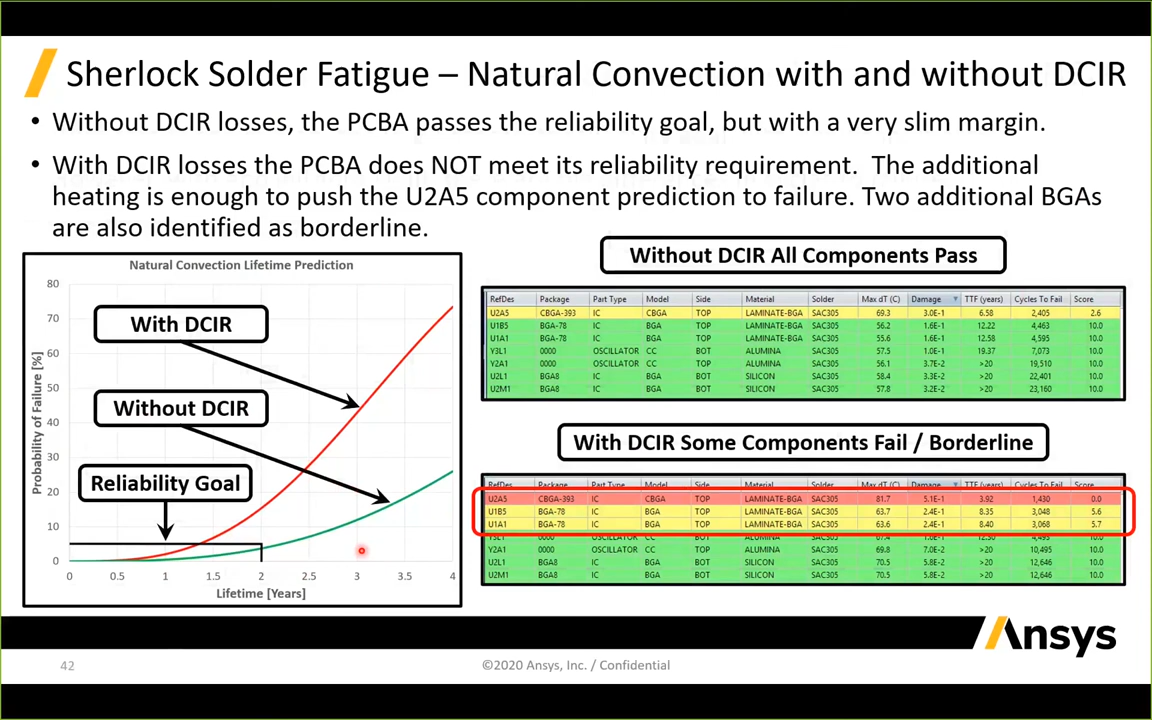 Sherlock Solder Fatigue – Natural Convection with and without DCIR
• Without DCIR losses, the PCBA passes the reliability goal, but with a very slim margin.
• With DCIR losses the PCBA does NOT meet its reliability requirement.  The additional
heating is enough to push the U2A5 component prediction to failure. Two additional BGAs
are also identified as borderline.
Natural Convection Lifetime Prediction
80
70
60
50
40
30
20
10
0
Probability of Failure [%]
With DCIR
Without DCIR
Reliability Goal
0 0.5 1 1.5 2 2.5 3 3.5 4
Lifetime [Years]
Without DCIR All Components Pass
RefDes Package Part Type Model Side Material Solder Max dT (C) Damage TTF (years) Cycles To Fail Score
U2A5 CBGA-393 IC CBGA TOP LAMINATE-BGA SAC305 69.3 3.0E-1 6.58 2,405 2.6
U1B5 BGA-78 IC BGA TOP LAMINATE-BGA SAC305 56.2 1.6E-1 12.22 4,463 10.0
U1A1 BGA-78 IC BGA TOP LAMINATE-BGA SAC305 55.6 1.6E-1 12.58 4,595 10.0
Y3L1 0000 OSCILLATOR CC BOT ALUMINA SAC305 57.5 1.0E-1 19.37 7,073 10.0
Y2A1 0000 OSCILLATOR CC TOP ALUMINA SAC305 56.1 3.7E-2 >20 19,510 10.0
U2L1 BGA8 IC BGA BOT SILICON SAC305 58.4 3.3E-2 >20 22,401 10.0
U2M1 BGA8 IC BGA BOT SILICON SAC305 57.8 3.2E-2 >20 23,160 10.0
With DCIR Some Components Fail / Borderline
RefDes Package Part Type Model Side Material Solder Max dT (C) Damage TTF (years) Cycles To Fail Score
U2A5 CBGA-393 IC CBGA TOP LAMINATE-BGA SAC305 81.7 5.1E-1 3.92 1,430 0.0
U1B5 BGA-78 IC BGA TOP LAMINATE-BGA SAC305 63.7 2.4E-1 8.35 3,048 5.6
U1A1 BGA-78 IC BGA TOP LAMINATE-BGA SAC305 63.6 2.4E-1 8.40 3,068 5.7
Y3L1 0000 OSCILLATOR CC BOT ALUMINA SAC305 10.0
Y2A1 0000 OSCILLATOR CC TOP ALUMINA SAC305 69.8 7.0E-2 >20 10,495 10.0
U2L1 BGA8 IC BGA BOT SILICON SAC305 70.5 5.8E-2 >20 12,646 10.0
U2M1 BGA8 IC BGA BOT SILICON SAC305 70.5 5.8E-2 >20 12,646 10.0
Ansys
42
©2020 Ansys, Inc. / Confidential